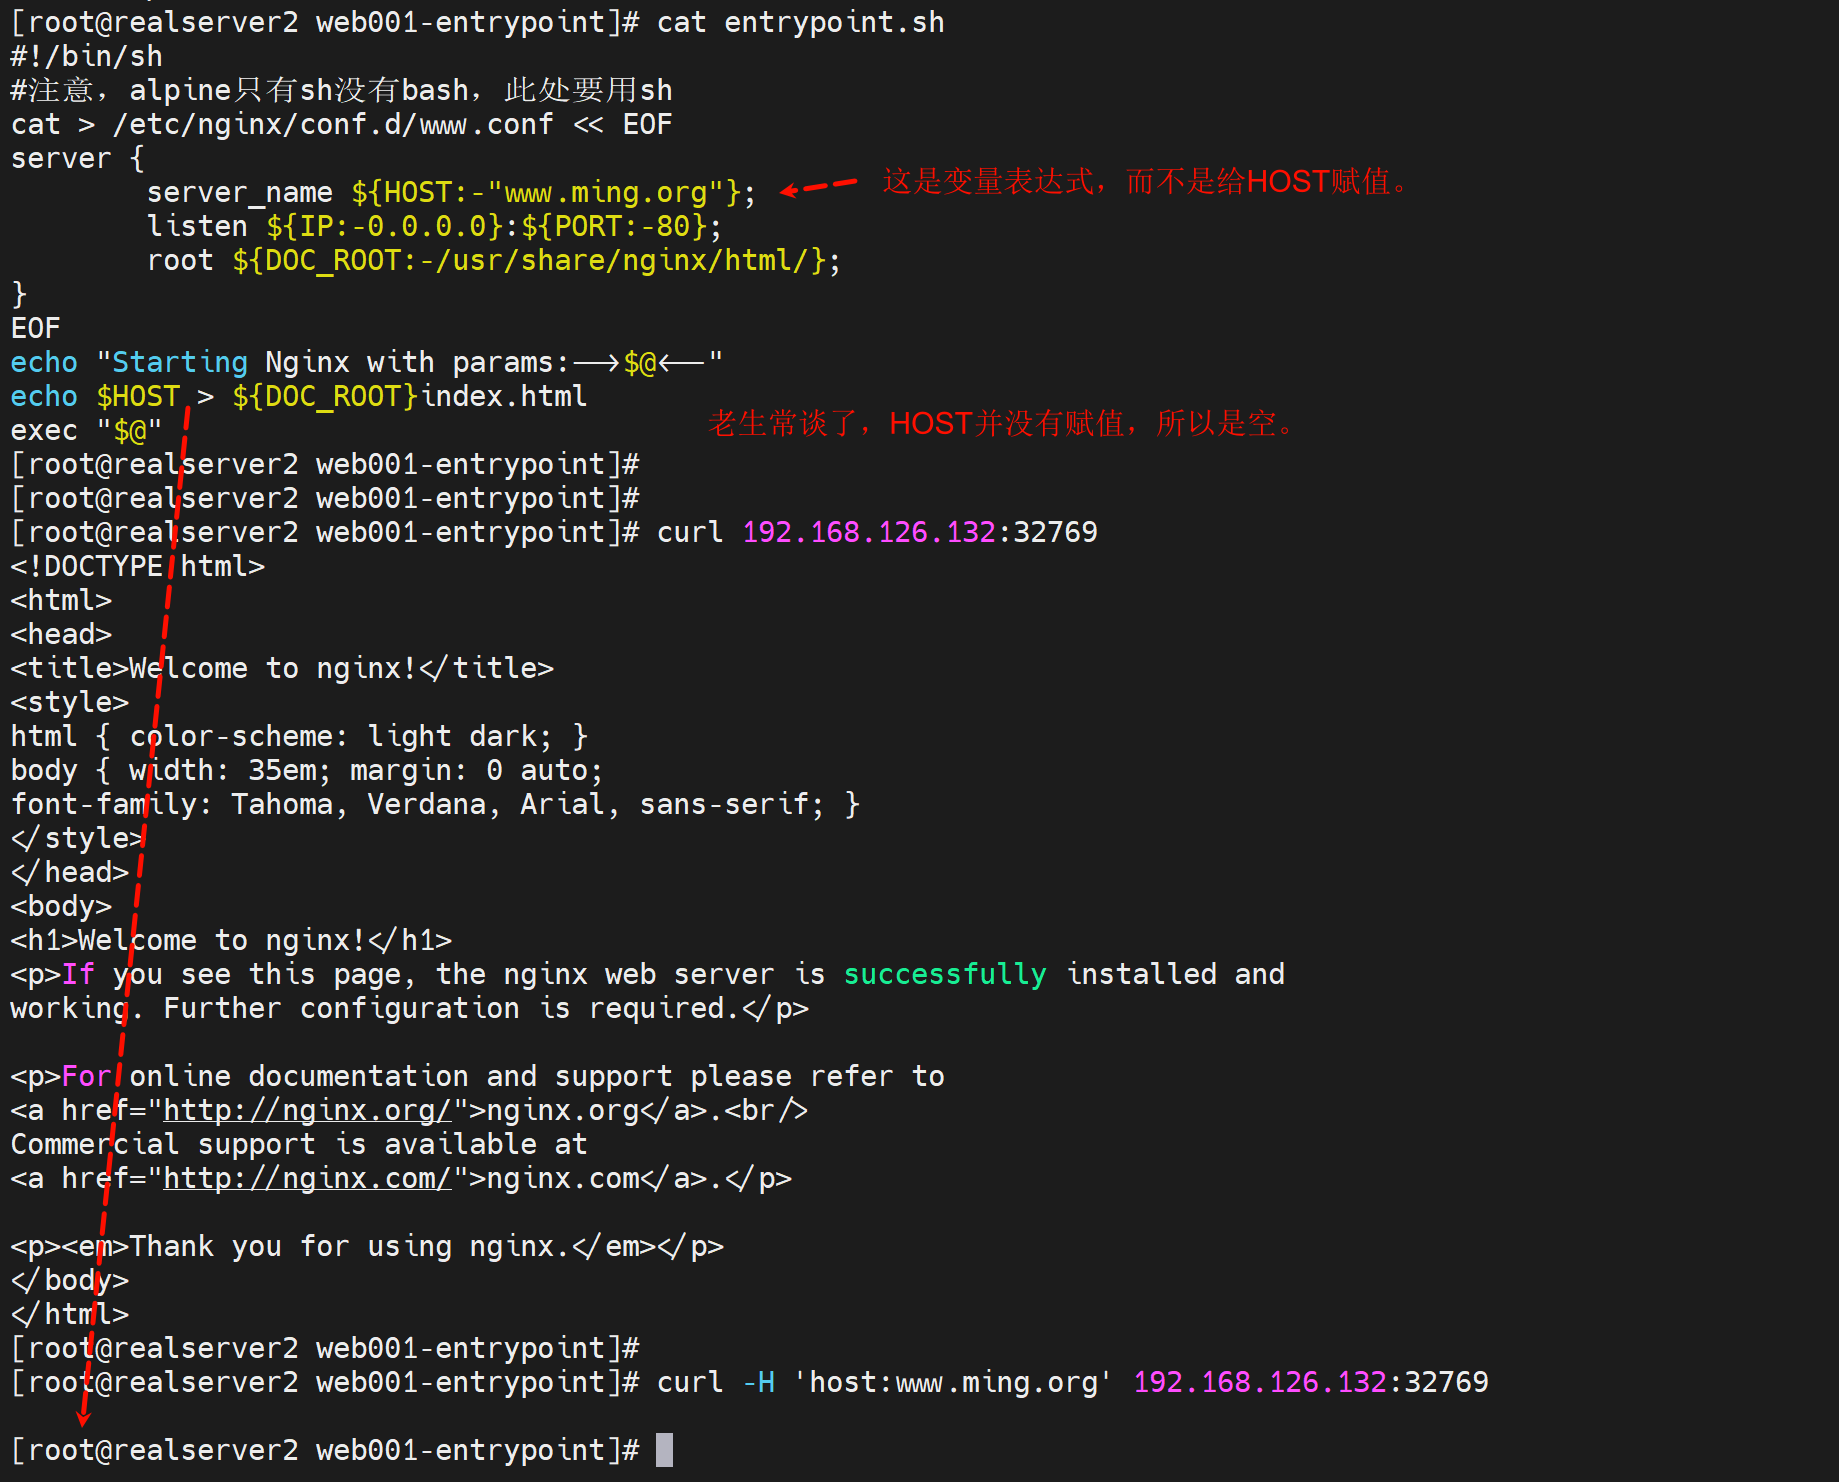 [root@realserver2 web001-entrypoint]# cat entrypoint.sh
#!/bin/sh
#注意，alpine只有sh没有bash，此处要用sh
cat > /etc/nginx/conf.d/www.conf << EOF
server {
        server_name ${HOST:-"www.ming.org"};
这是变量表达式，而不是给HOST赋值。
        listen ${IP:-0.0.0.0}:${PORT:-80};
        root ${DOC_ROOT:-/usr/share/nginx/html/};
}
EOF
echo "Starting Nginx with params:-->$@<--"
echo $HOST > ${DOC_ROOT}index.html
老生常谈了，HOST并没有赋值，所以是空。
exec "$@"
[root@realserver2 web001-entrypoint]#
[root@realserver2 web001-entrypoint]#
[root@realserver2 web001-entrypoint]# curl 192.168.126.132:32769
<!DOCTYPE html>
<html>
<head>
<title>Welcome to nginx!</title>
<style>
html { color-scheme: light dark; }
body { width: 35em; margin: 0 auto;
font-family: Tahoma, Verdana, Arial, sans-serif; }
</style>
</head>
<body>
<h1>Welcome to nginx!</h1>
<p>If you see this page, the nginx web server is successfully installed and
working. Further configuration is required.</p>

<p>For online documentation and support please refer to
<a href="http://nginx.org/">nginx.org</a>.<br/>
Commercial support is available at
<a href="http://nginx.com/">nginx.com</a>.</p>

<p><em>Thank you for using nginx.</em></p>
</body>
</html>
[root@realserver2 web001-entrypoint]#
[root@realserver2 web001-entrypoint]# curl -H 'host:www.ming.org' 192.168.126.132:32769

[root@realserver2 web001-entrypoint]#